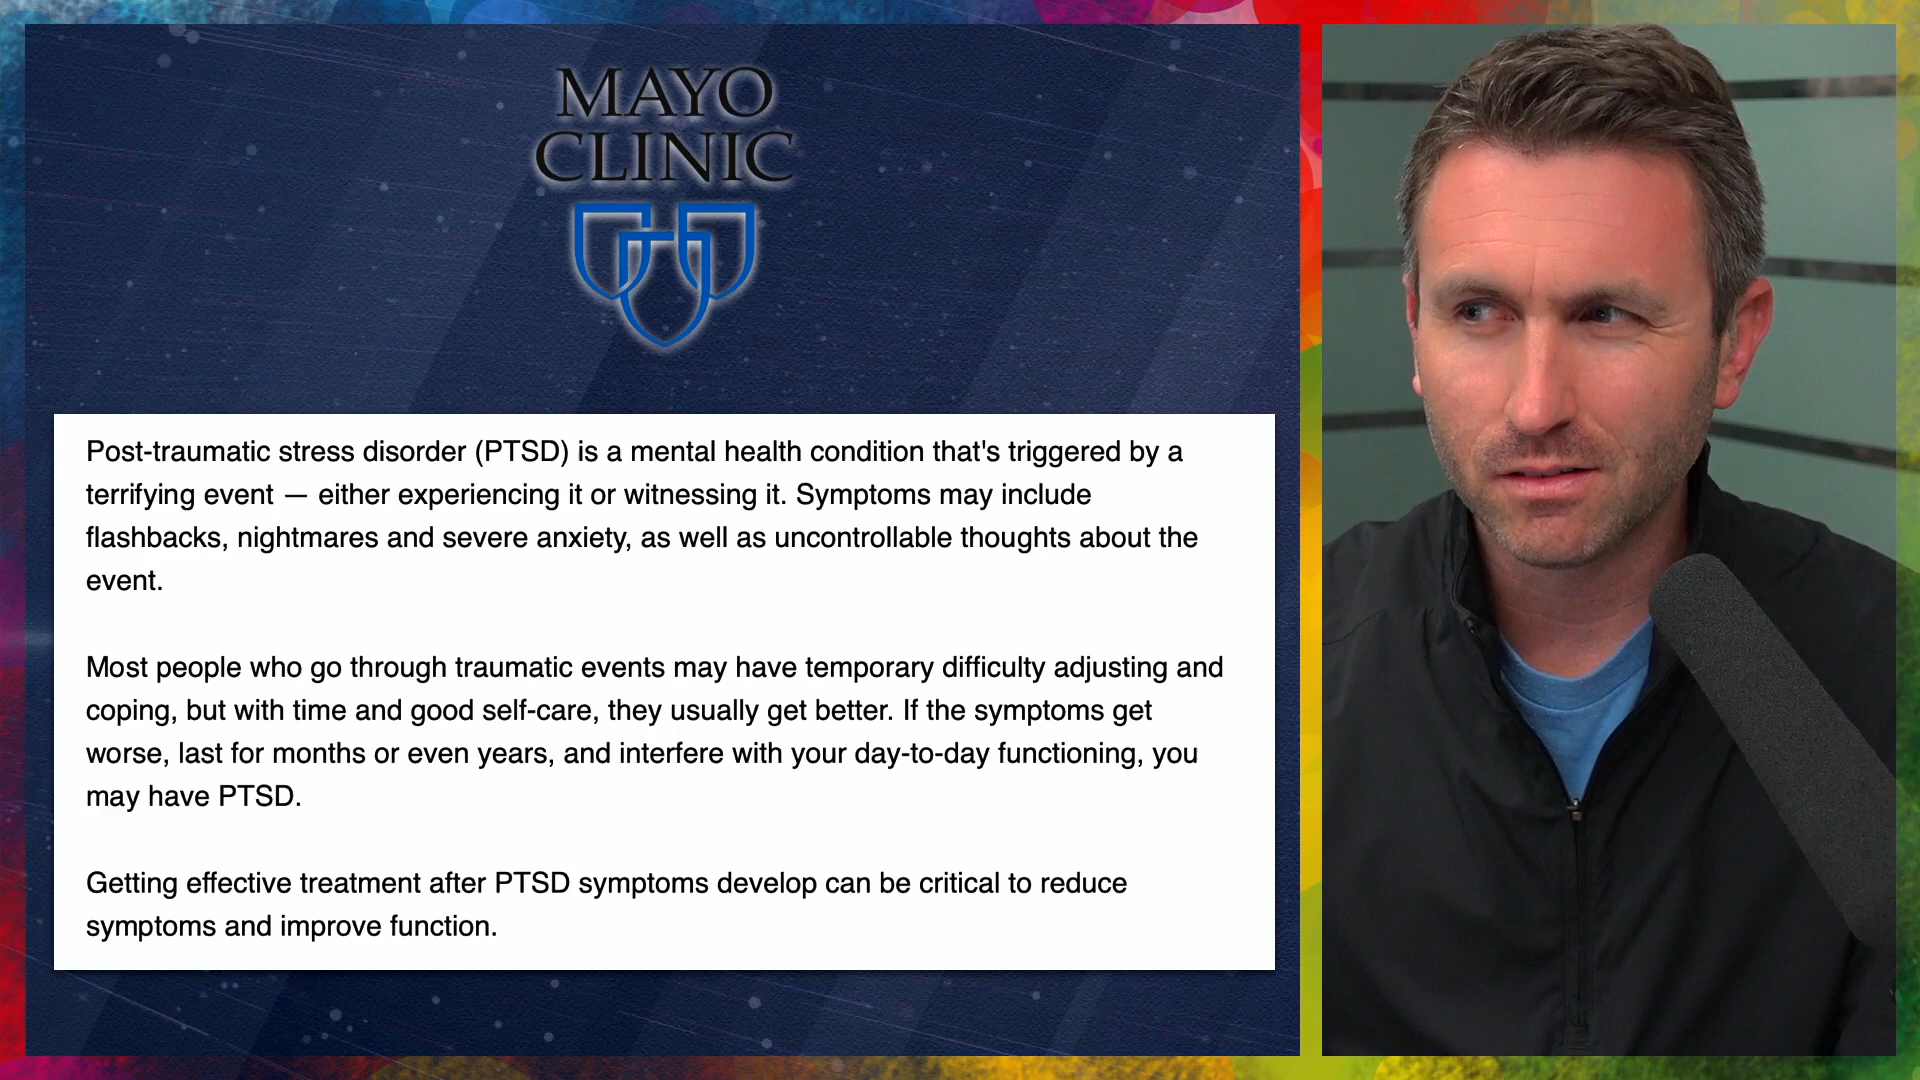 MAYO
CLINIC
Post-traumatic stress disorder (PTSD) is a mental health condition that's triggered by a
terrifying event — either experiencing it or witnessing it. Symptoms may include
flashbacks, nightmares and severe anxiety, as well as uncontrollable thoughts about the
event.
Most people who go through traumatic events may have temporary difficulty adjusting and
coping, but with time and good self-care, they usually get better. If the symptoms get
worse, last for months or even years, and interfere with your day-to-day functioning, you
may have PTSD.
Getting effective treatment after PTSD symptoms develop can be critical to reduce
symptoms and improve function.